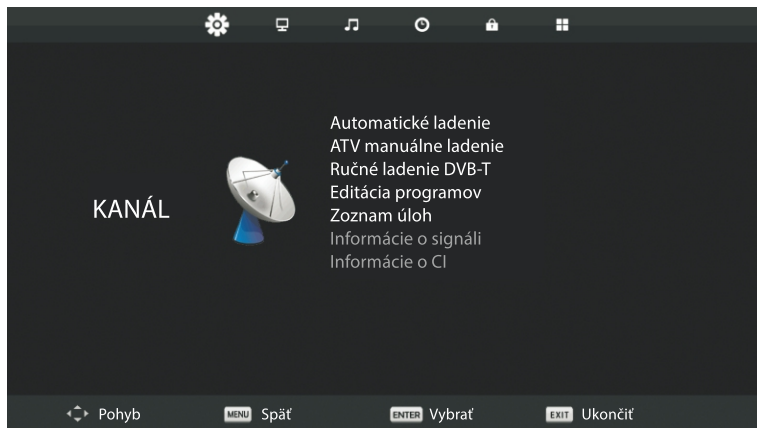 KANÁL
Automatické ladenie
ATV manuálne ladenie
Ručné ladenie DVB-T
Editácia programov
Zoznam úloh
Informácie o signáli
Informácie o CI
Pohyb MENU Späť ENTER Vybrať EXIT Ukončiť